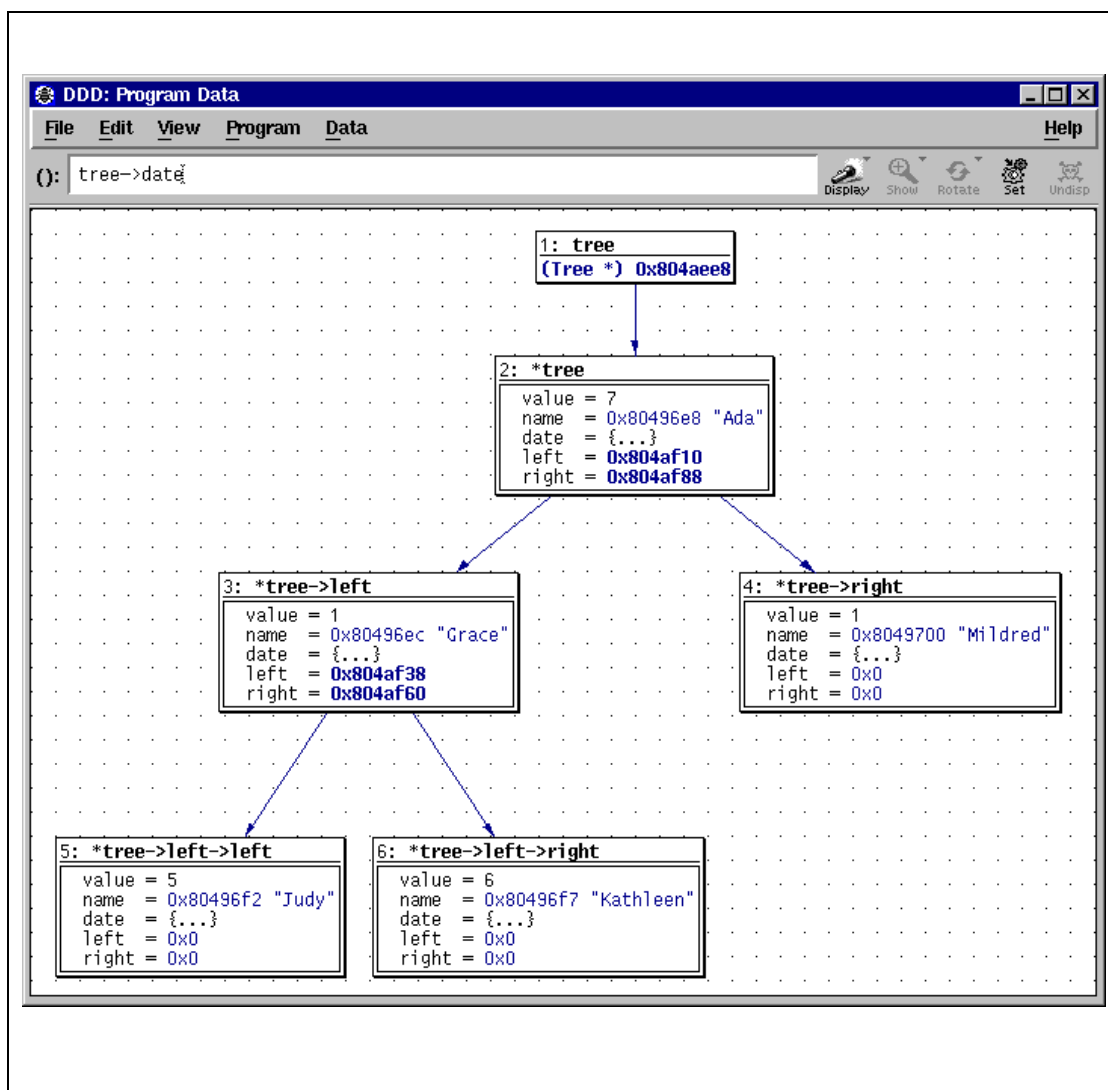 DDD: Program Data
File Edit View Program Data Help
(): tree->date
Display Show Rotate Set Undisp
1: tree
(Tree *) 0x804aee8
2: *tree
value = 7
name = 0x80496e8 "Ada"
date = {...}
left = 0x804af10
right = 0x804af88
3: *tree->left
value = 1
name = 0x80496ec "Grace"
date = {...}
left = 0x804af38
right = 0x804af60
4: *tree->right
value = 1
name = 0x8049700 "Mildred"
date = {...}
left = 0x0
right = 0x0
5: *tree->left->left
value = 5
name = 0x80496f2 "Judy"
date = {...}
left = 0x0
right = 0x0
6: *tree->left->right
value = 6
name = 0x80496f7 "Kathleen"
date = {...}
left = 0x0
right = 0x0